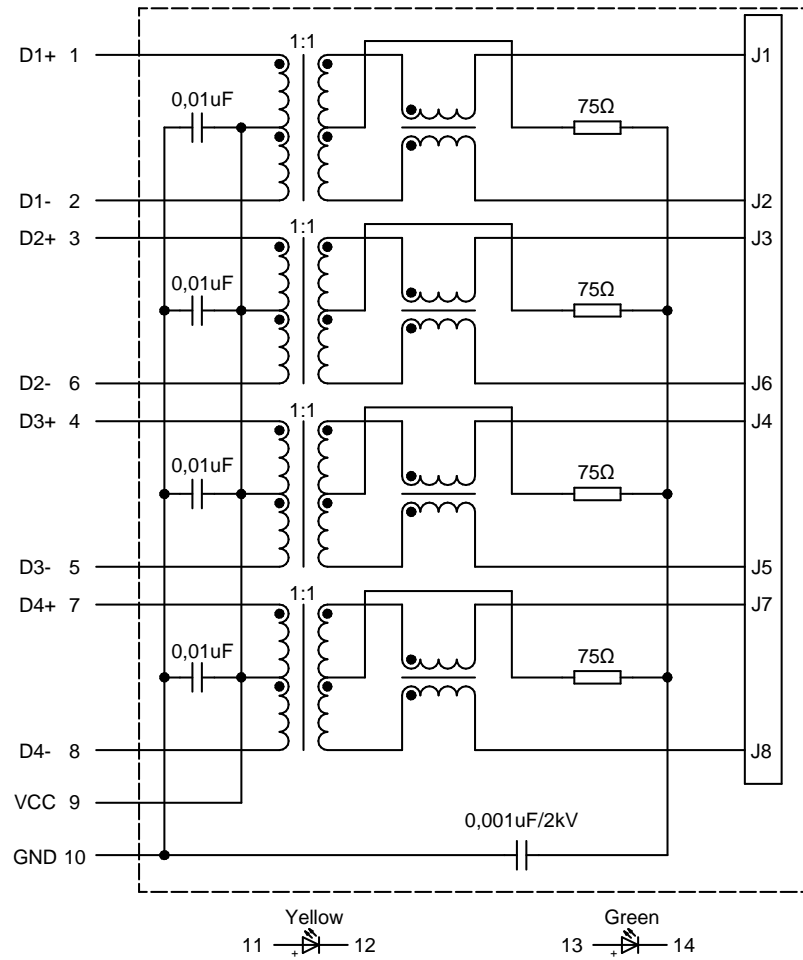 1:1
D1+ 1
J1
0,01uF
75Ω
D1- 2
J2
1:1
D2+ 3
J3
0,01uF
75Ω
D2- 6
J6
1:1
D3+ 4
J4
0,01uF
75Ω
D3- 5
J5
1:1
D4+ 7
J7
0,01uF
75Ω
D4- 8
J8
VCC 9
0,001uF/2kV
GND 10
Yellow
11 + 12
Green
13 + 14